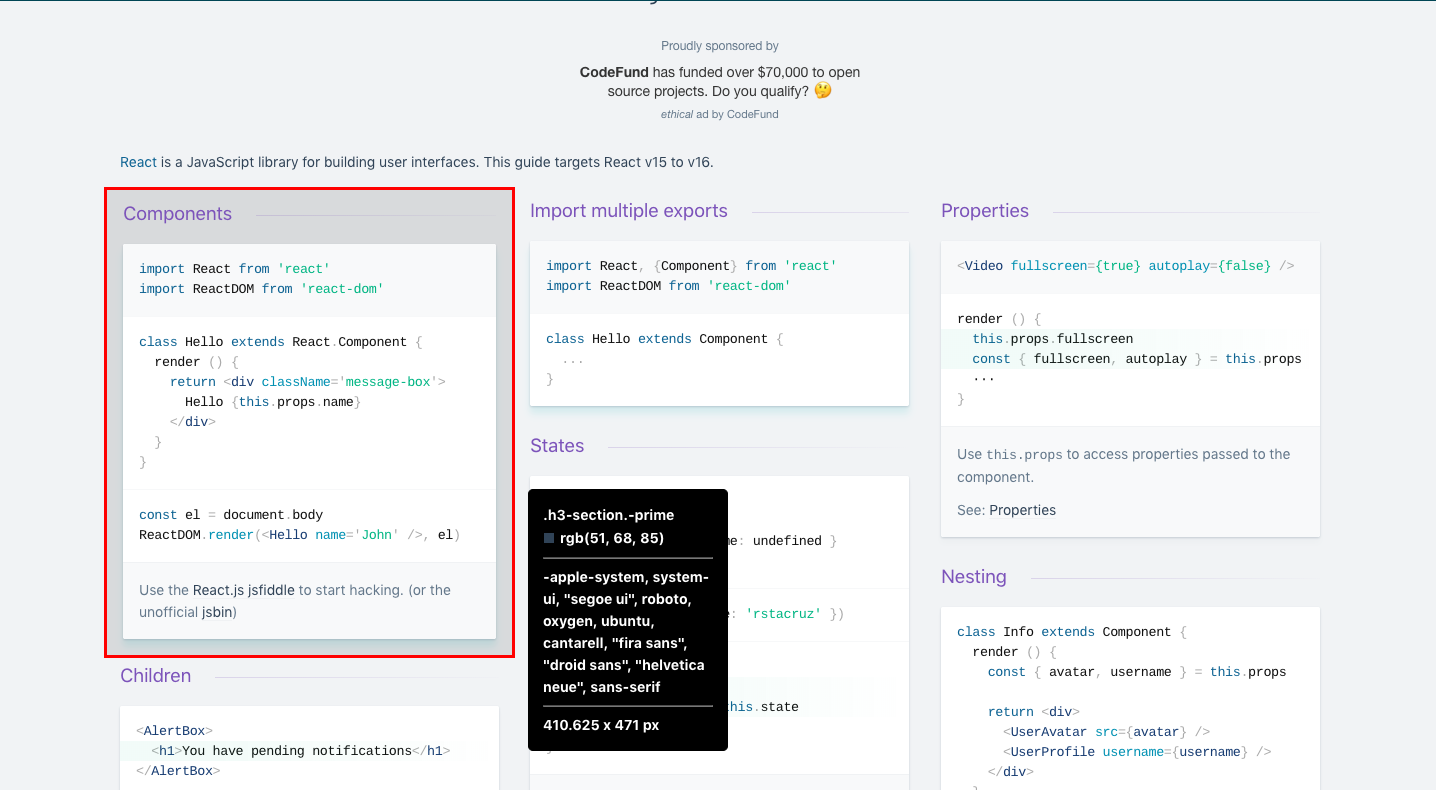 Proudly sponsored by
CodeFund has funded over $70,000 to open
source projects. Do you qualify? 🤔
ethical ad by CodeFund
React is a JavaScript library for building user interfaces. This guide targets React v15 to v16.
Components
import React from 'react'
import ReactDOM from 'react-dom'
class Hello extends React.Component {
  render () {
    return <div className='message-box'>
      Hello {this.props.name}
    </div>
  }
}
const el = document.body
ReactDOM.render(<Hello name='John' />, el)
Use the React.js jsfiddle to start hacking. (or the
unofficial jsbin)
Children
<AlertBox>
  <h1>You have pending notifications</h1>
</AlertBox>
Import multiple exports
import React, {Component} from 'react'
import ReactDOM from 'react-dom'
class Hello extends Component {
  ...
}
States
: undefined }
: 'rstacruz' })
this.state
}
.h3-section.-prime
rgb(51, 68, 85)
-apple-system, system-
ui, "segoe ui", roboto,
oxygen, ubuntu,
cantarell, "fira sans",
"droid sans", "helvetica
neue", sans-serif
410.625 x 471 px
Properties
<Video fullscreen={true} autoplay={false} />
render () {
  this.props.fullscreen
  const { fullscreen, autoplay } = this.props
  ...
}
Use this.props to access properties passed to the
component.
See: Properties
Nesting
class Info extends Component {
  render () {
    const { avatar, username } = this.props
    return <div>
      <UserAvatar src={avatar} />
      <UserProfile username={username} />
    </div>